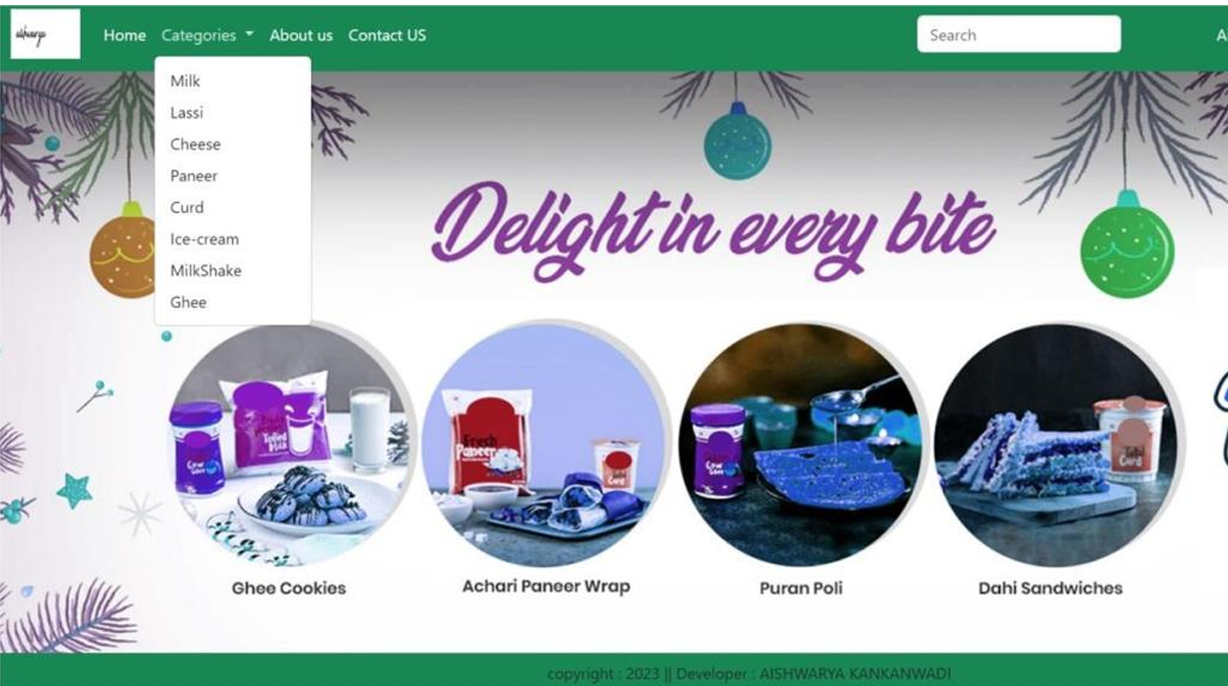 aishwarya
Home Categories About us Contact US Search
Milk
Lassi
Cheese
Paneer
Curd
Ice-cream
MilkShake
Ghee
Delight in every bite
Toned
Milk
Cow
Ghee
Fresh
Paneer
Curd
Cow
Ghee
Curd
Ghee Cookies Achari Paneer Wrap Puran Poli Dahi Sandwiches
copyright : 2023 || Developer : AISHWARYA KANKANWADI